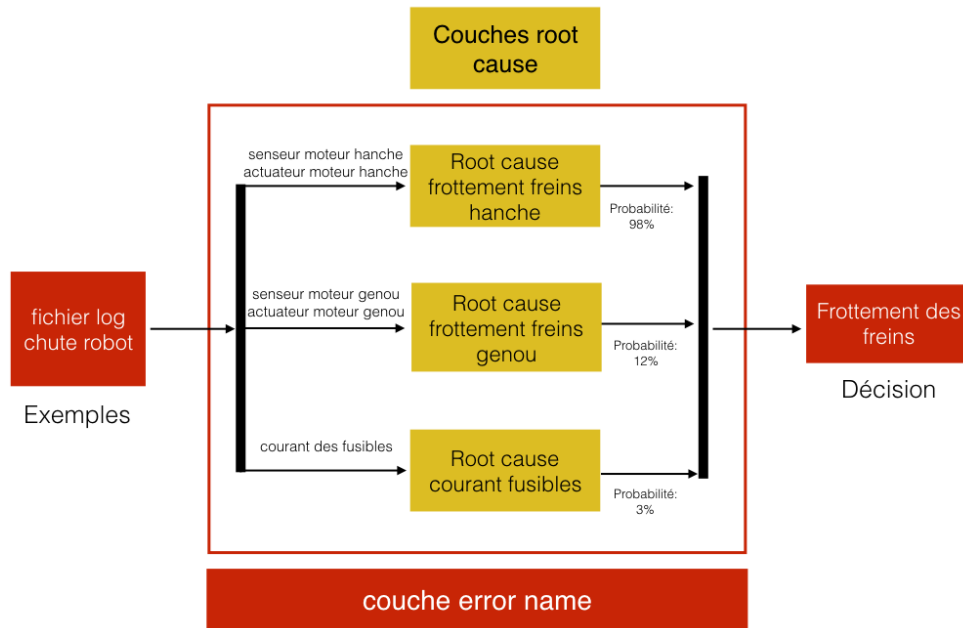 Couches root
cause
senseur moteur hanche
actuateur moteur hanche
Root cause
frottement freins
hanche
Probabilité:
98%
fichier log
chute robot
Exemples
senseur moteur genou
actuateur moteur genou
Root cause
frottement freins
genou
Probabilité:
12%
Frottement des
freins
Décision
courant des fusibles
Root cause
courant fusibles
Probabilité:
3%
couche error name